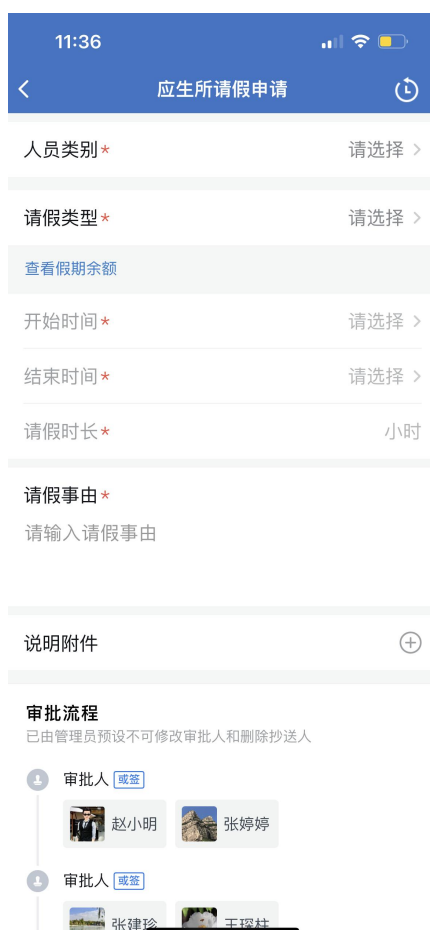 11:36
应生所请假申请
人员类别* 请选择
请假类型* 请选择
查看假期余额
开始时间* 请选择
结束时间* 请选择
请假时长* 小时
请假事由*
请输入请假事由
说明附件
审批流程
已由管理员预设不可修改审批人和删除抄送人
审批人 或签
赵小明 张婷婷
审批人 或签
张建珍 王琛柱